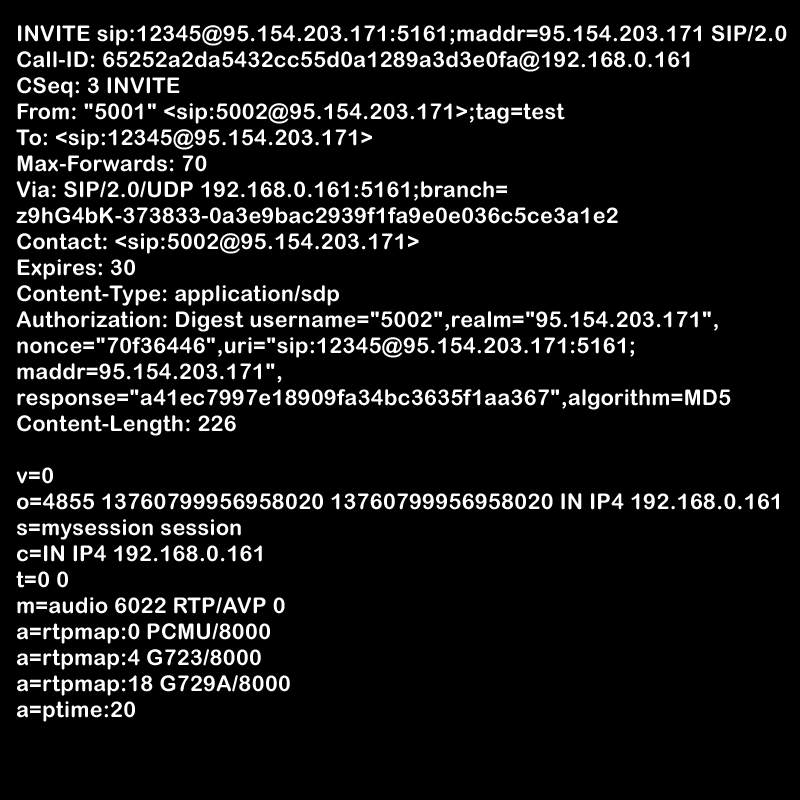 INVITE sip:12345@95.154.203.171:5161;maddr=95.154.203.171 SIP/2.0
Call-ID: 65252a2da5432cc55d0a1289a3d3e0fa@192.168.0.161
CSeq: 3 INVITE
From: "5001" <sip:5002@95.154.203.171>;tag=test
To: <sip:12345@95.154.203.171>
Max-Forwards: 70
Via: SIP/2.0/UDP 192.168.0.161:5161;branch=
z9hG4bK-373833-0a3e9bac2939f1fa9e0e036c5ce3a1e2
Contact: <sip:5002@95.154.203.171>
Expires: 30
Content-Type: application/sdp
Authorization: Digest username="5002",realm="95.154.203.171",
nonce="70f36446",uri="sip:12345@95.154.203.171:5161;
maddr=95.154.203.171",
response="a41ec7997e18909fa34bc3635f1aa367",algorithm=MD5
Content-Length: 226

v=0
o=4855 13760799956958020 13760799956958020 IN IP4 192.168.0.161
s=mysession session
c=IN IP4 192.168.0.161
t=0 0
m=audio 6022 RTP/AVP 0
a=rtpmap:0 PCMU/8000
a=rtpmap:4 G723/8000
a=rtpmap:18 G729A/8000
a=ptime:20